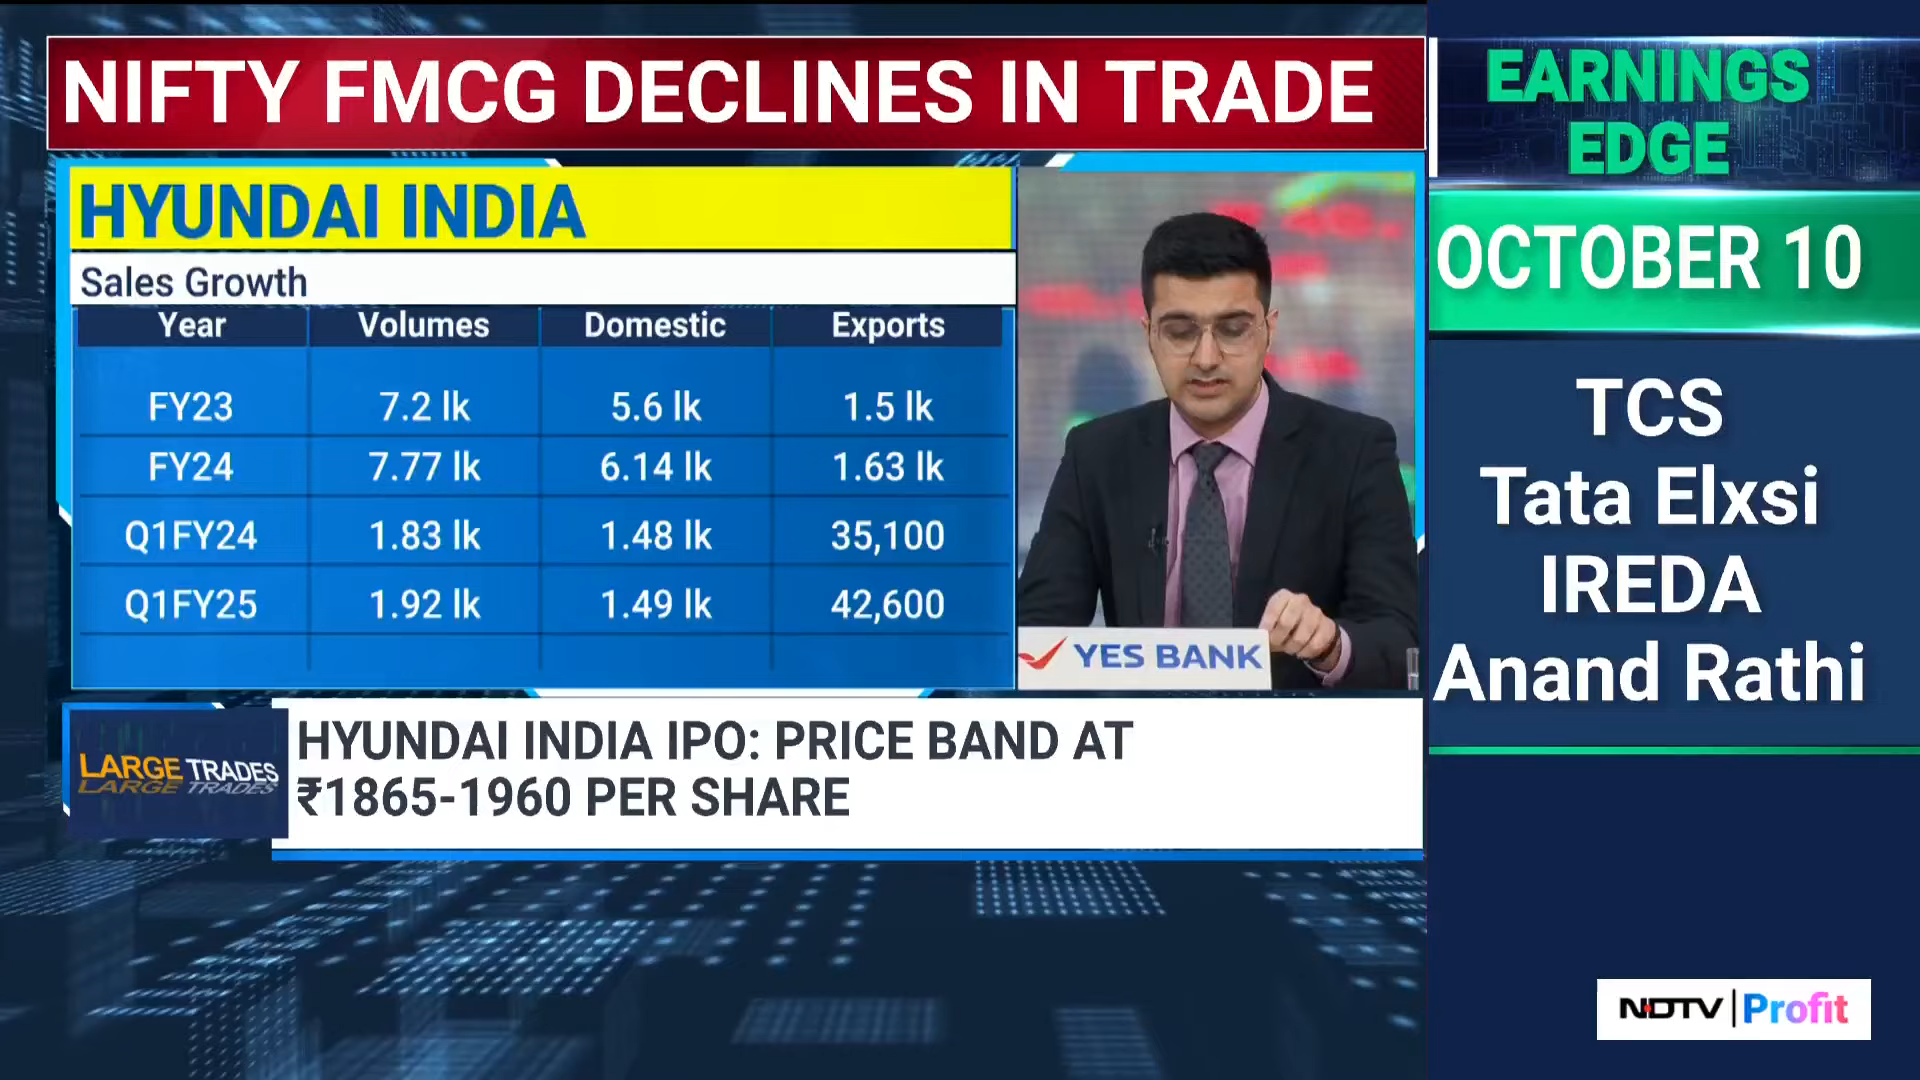 NIFTY FMCG DECLINES IN TRADE
HYUNDAI INDIA
Sales Growth
Year Volumes Domestic Exports
FY23 7.2 lk 5.6 lk 1.5 lk
FY24 7.77 lk 6.14 lk 1.63 lk
Q1FY24 1.83 lk 1.48 lk 35,100
Q1FY25 1.92 lk 1.49 lk 42,600
YES BANK
LARGE TRADES
HYUNDAI INDIA IPO: PRICE BAND AT
₹1865-1960 PER SHARE
EARNINGS
EDGE
OCTOBER 10
TCS
Tata Elxsi
IREDA
Anand Rathi
NDTV Profit